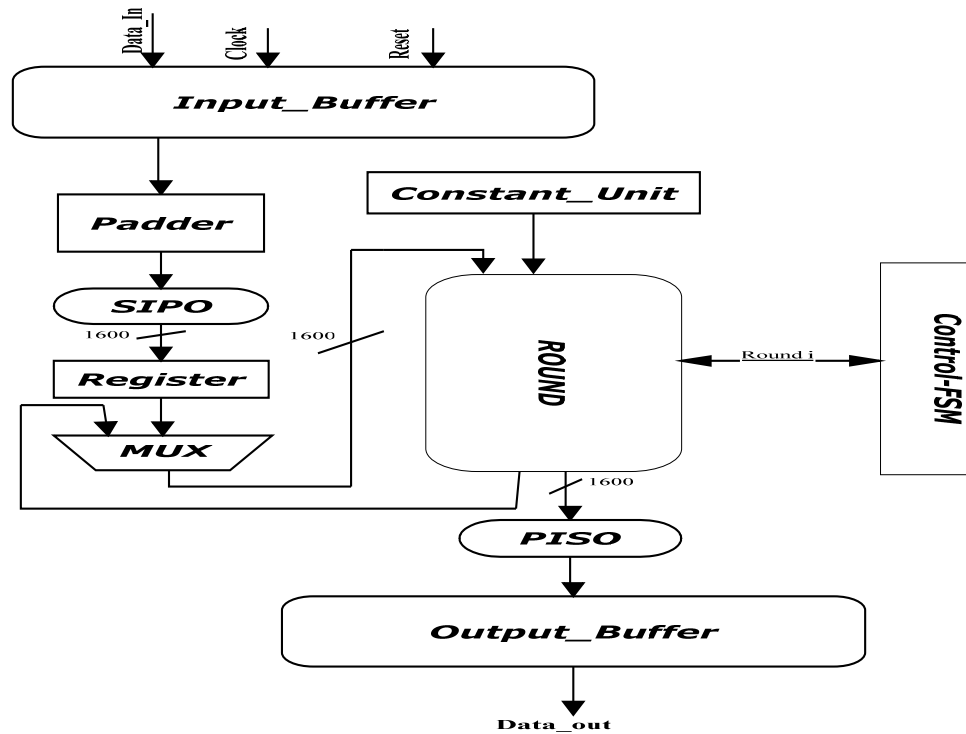 Data_In
Clock
Reset
Input_Buffer
Constant_Unit
Padder
SIPO
1600
1600
Register
ROUND
Round i
Control-FSM
MUX
1600
PISO
Output_Buffer
Data_out